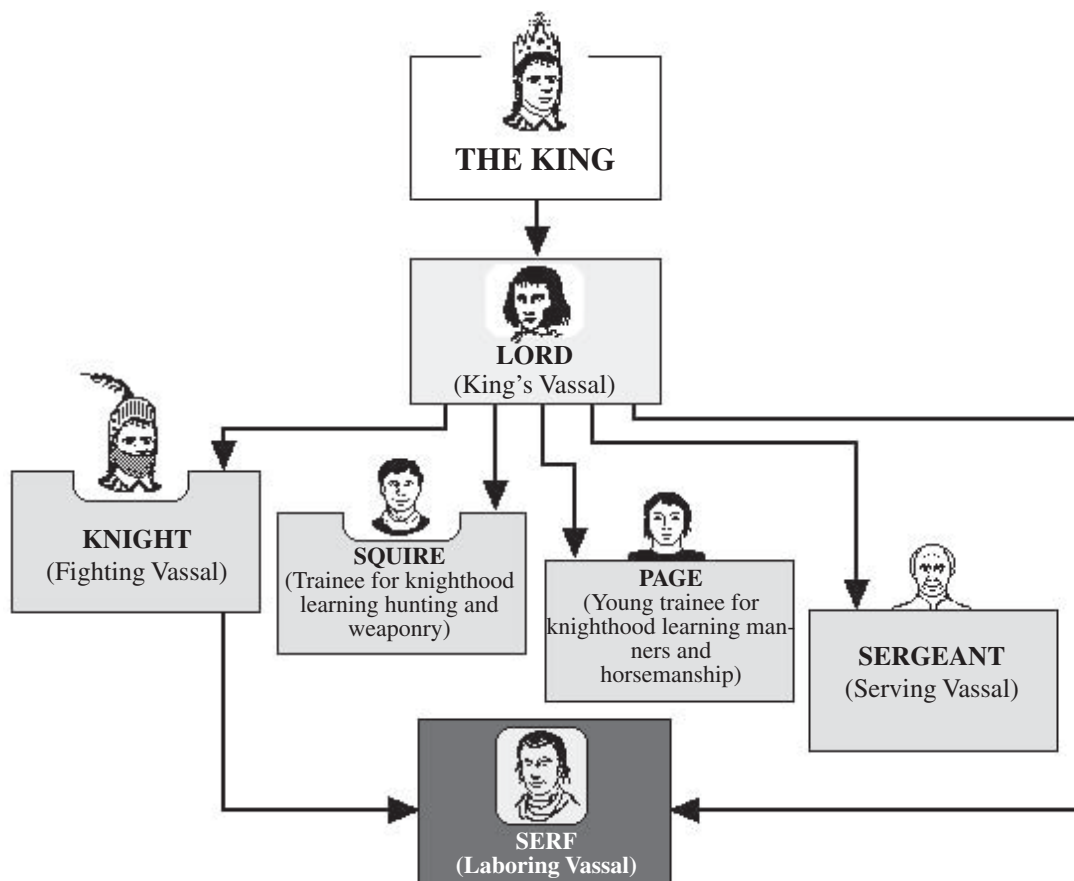 THE KING
LORD
(King's Vassal)
KNIGHT
(Fighting Vassal)
SQUIRE
(Trainee for knighthood
learning hunting and
weaponry)
PAGE
(Young trainee for
knighthood learning man-
ners and
horsemanship)
SERGEANT
(Serving Vassal)
SERF
(Laboring Vassal)